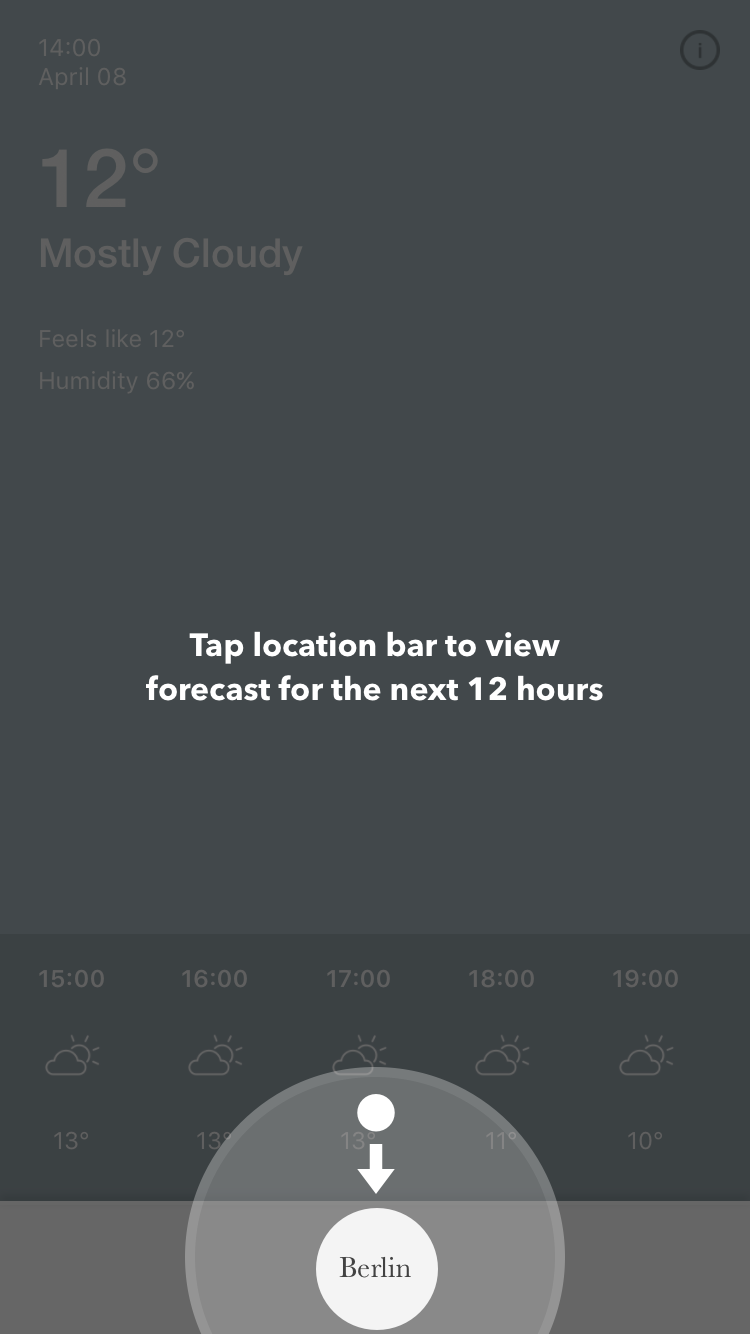 14:00
i
April 08
12°
Mostly Cloudy
Feels like 12°
Humidity 66%
Tap location bar to view
forecast for the next 12 hours
15:00 16:00 17:00 18:00 19:00
13° 13° 13° 11° 10°
Berlin